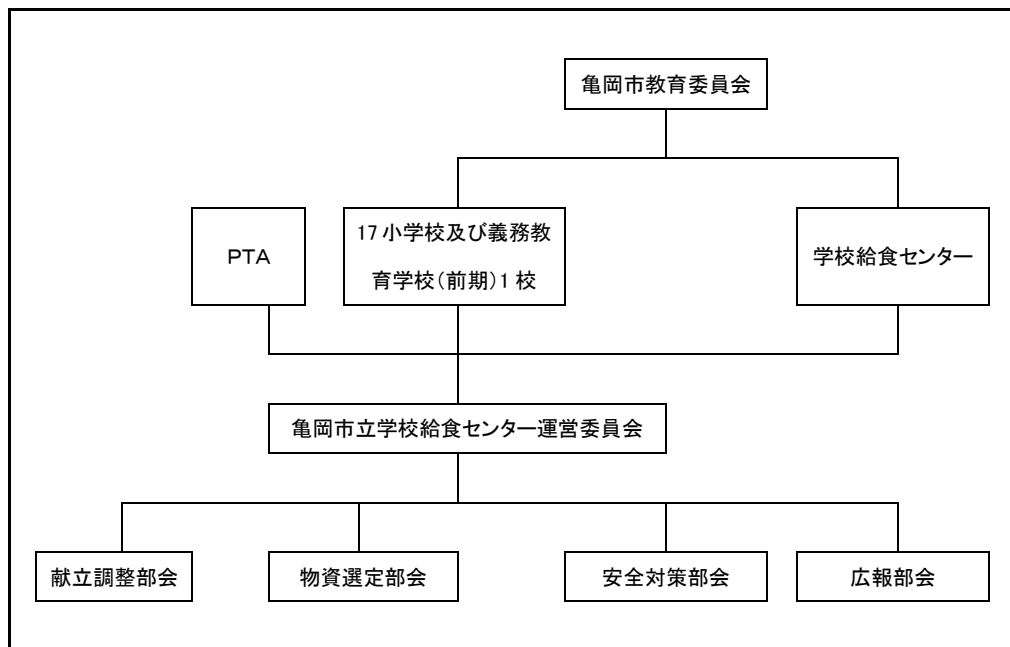 亀岡市教育委員会
PTA
17小学校及び義務教
育学校(前期)1校
学校給食センター
亀岡市立学校給食センター運営委員会
献立調整部会
物資選定部会
安全対策部会
広報部会